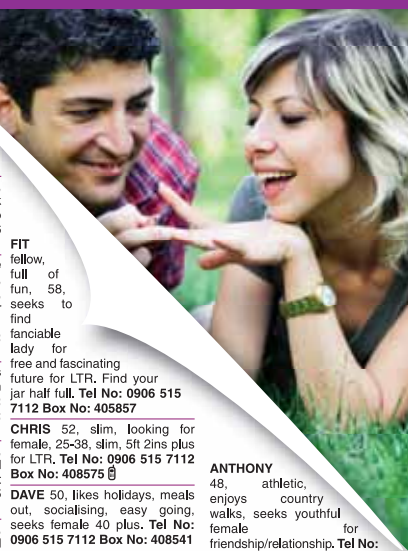 FIT
fellow,
full of
fun, 58,
seeks to
find
fanciable
lady for
free and fascinating
future for LTR. Find your
jar half full. Tel No: 0906 515
7112 Box No: 405857
CHRIS 52, slim, looking for
female, 25-38, slim, 5ft 2ins plus
for LTR. Tel No: 0906 515 7112
Box No: 408575
DAVE 50, likes holidays, meals
out, socialising, easy going,
seeks female 40 plus. Tel No:
0906 515 7112 Box No: 408541
ANTHONY
48, athletic,
enjoys country
walks, seeks youthful
female for
friendship/relationship. Tel No: